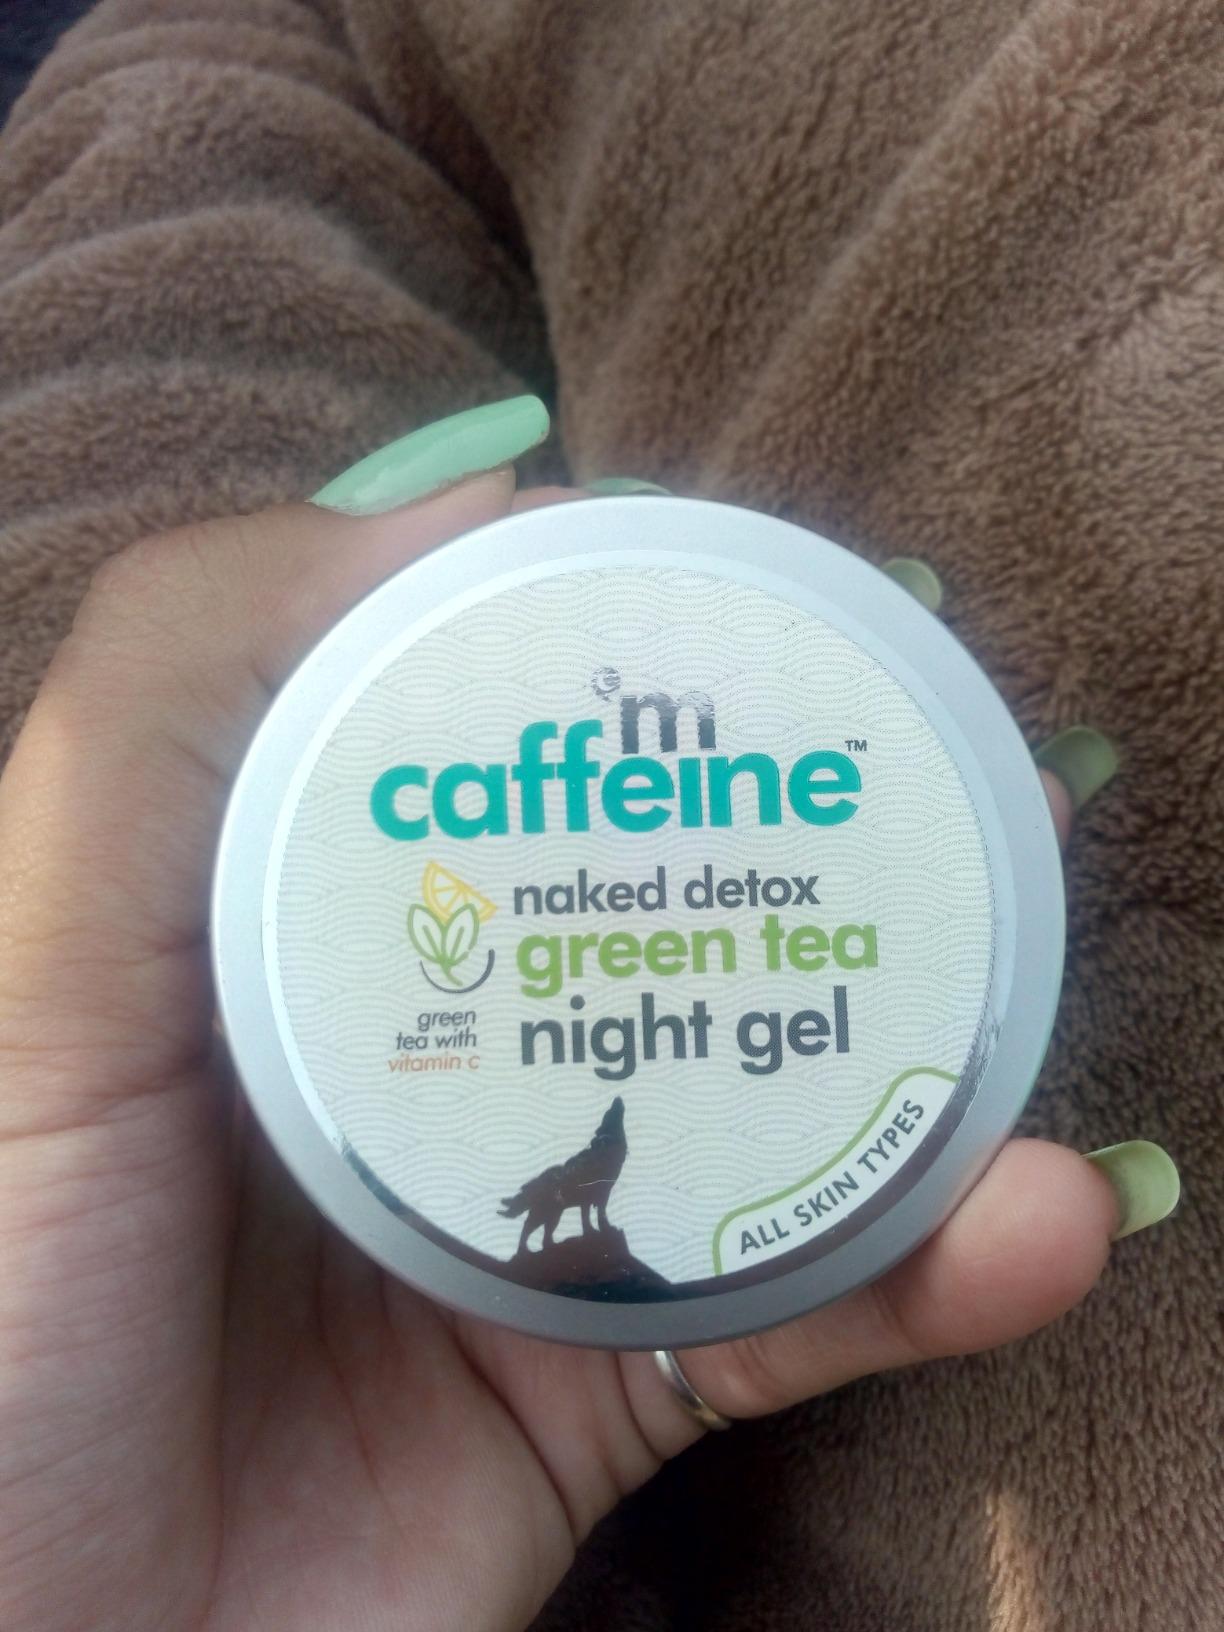 'm
caffeine™
naked detox
green tea
night gel
green
tea with
vitamin c
ALL SKIN TYPES